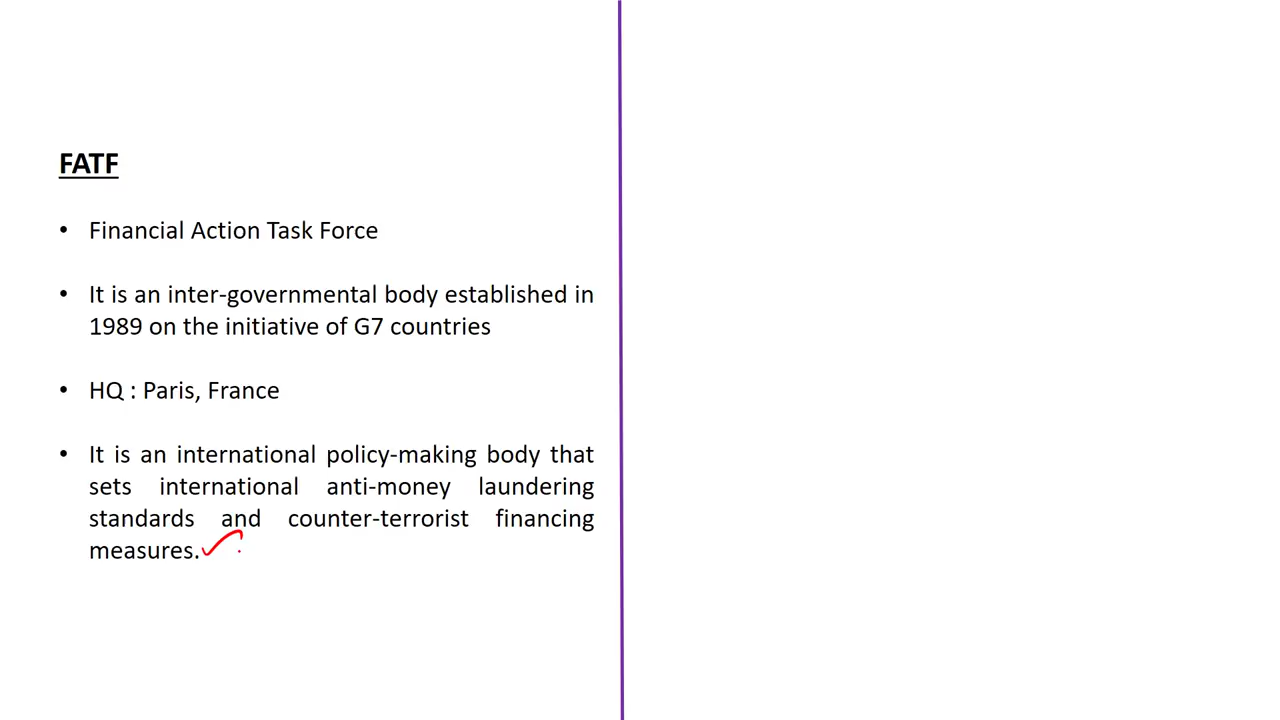 FATF
• Financial Action Task Force
• It is an inter-governmental body established in
1989 on the initiative of G7 countries
• HQ : Paris, France
• It is an international policy-making body that
sets international anti-money laundering
standards and counter-terrorist financing
measures.